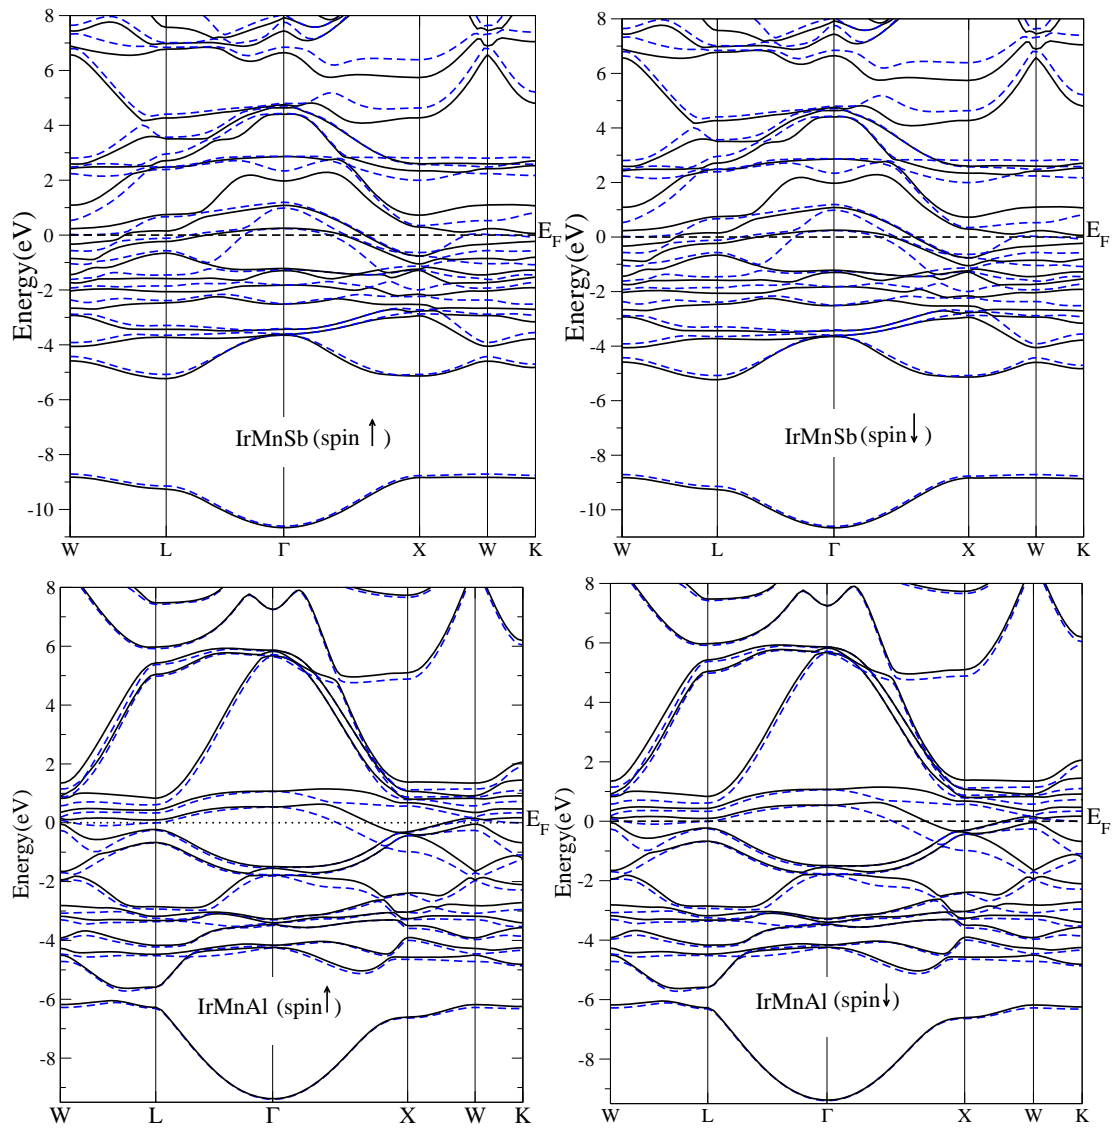 8
6
4
2
0
-2
-4
-6
-8
-10
Energy(eV)
E_F
IrMnSb (spin ↑)
W L Γ X W K
8
6
4
2
0
-2
-4
-6
-8
-10
Energy(eV)
E_F
IrMnSb (spin ↓)
W L Γ X W K
8
6
4
2
0
-2
-4
-6
-8
Energy(eV)
E_F
IrMnAl (spin ↑)
W L Γ X W K
8
6
4
2
0
-2
-4
-6
-8
Energy(eV)
E_F
IrMnAl (spin ↓)
W L Γ X W K